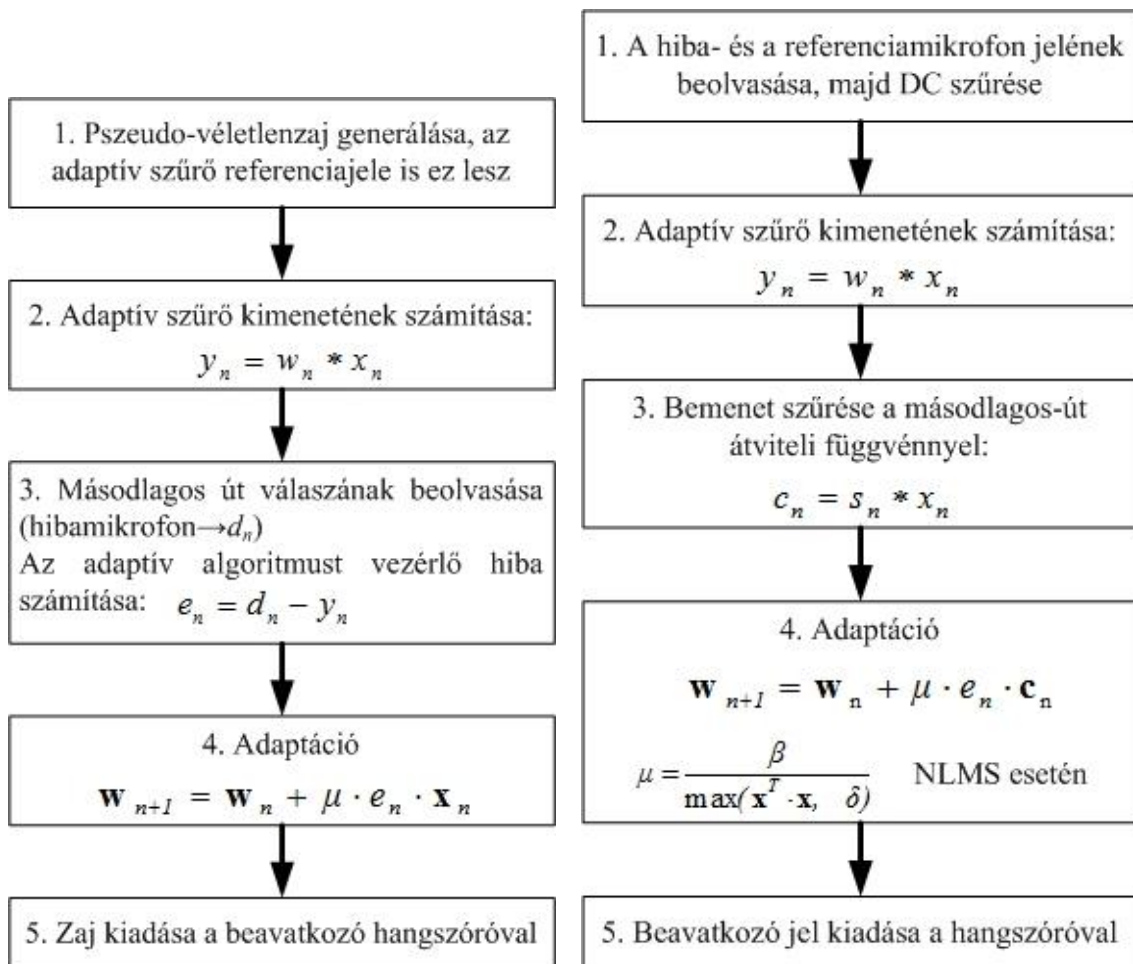 1. Pszeudo-véletlenzaj generálása, az
adaptív szűrő referenciajele is ez lesz
2. Adaptív szűrő kimenetének számítása:
y_n = w_n * x_n
3. Másodlagos út válaszának beolvasása
(hibamikrofon→d_n)
Az adaptív algoritmust vezérlő hiba
számítása: e_n = d_n − y_n
4. Adaptáció
w_{n+1} = w_n + μ · e_n · x_n
5. Zaj kiadása a beavatkozó hangszóróval
1. A hiba- és a referenciamikrofon jelének
beolvasása, majd DC szűrése
2. Adaptív szűrő kimenetének számítása:
y_n = w_n * x_n
3. Bemenet szűrése a másodlagos-út
átviteli függvénnyel:
c_n = s_n * x_n
4. Adaptáció
w_{n+1} = w_n + μ · e_n · c_n
μ = β / max(x^T · x, δ) NLMS esetén
5. Beavatkozó jel kiadása a hangszóróval